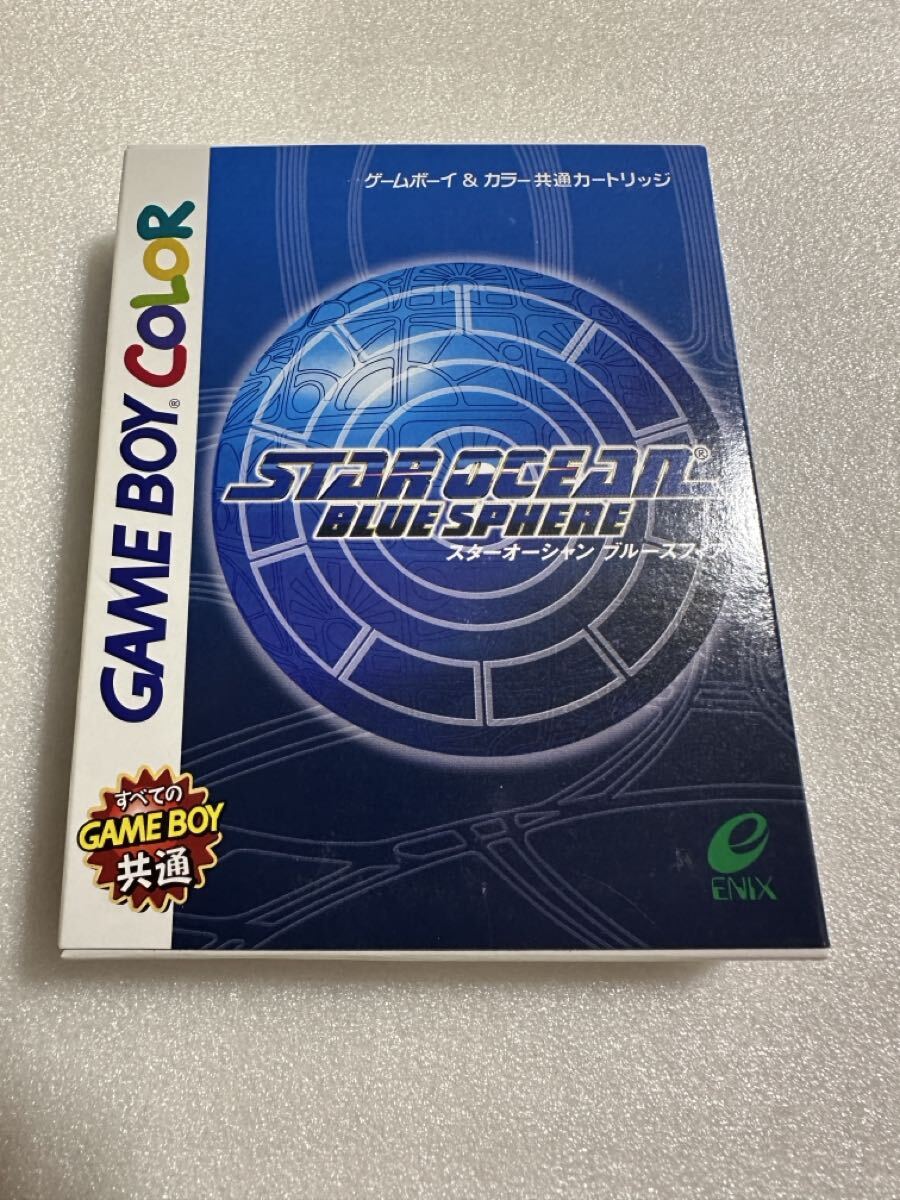 ゲームボーイ & カラー共通カートリッジ
GAME BOY® COLOR
STAR OCEAN®
BLUE SPHERE
スターオーシャン ブルースフィア
すべての
GAME BOY
共通
e
ENIX